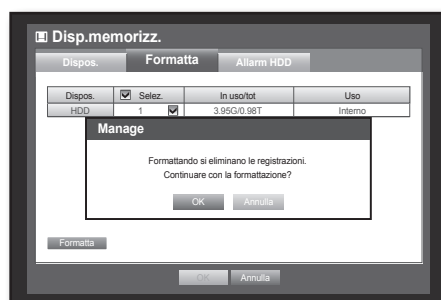 Disp.memorizz.
Dispos. Formatta Allarm HDD
Dispos. Selez. In uso/tot Uso
HDD 1 3.95G/0.98T Interno
Manage
Formattando si eliminano le registrazioni.
Continuare con la formattazione?
OK Annulla
Formatta
OK Annulla